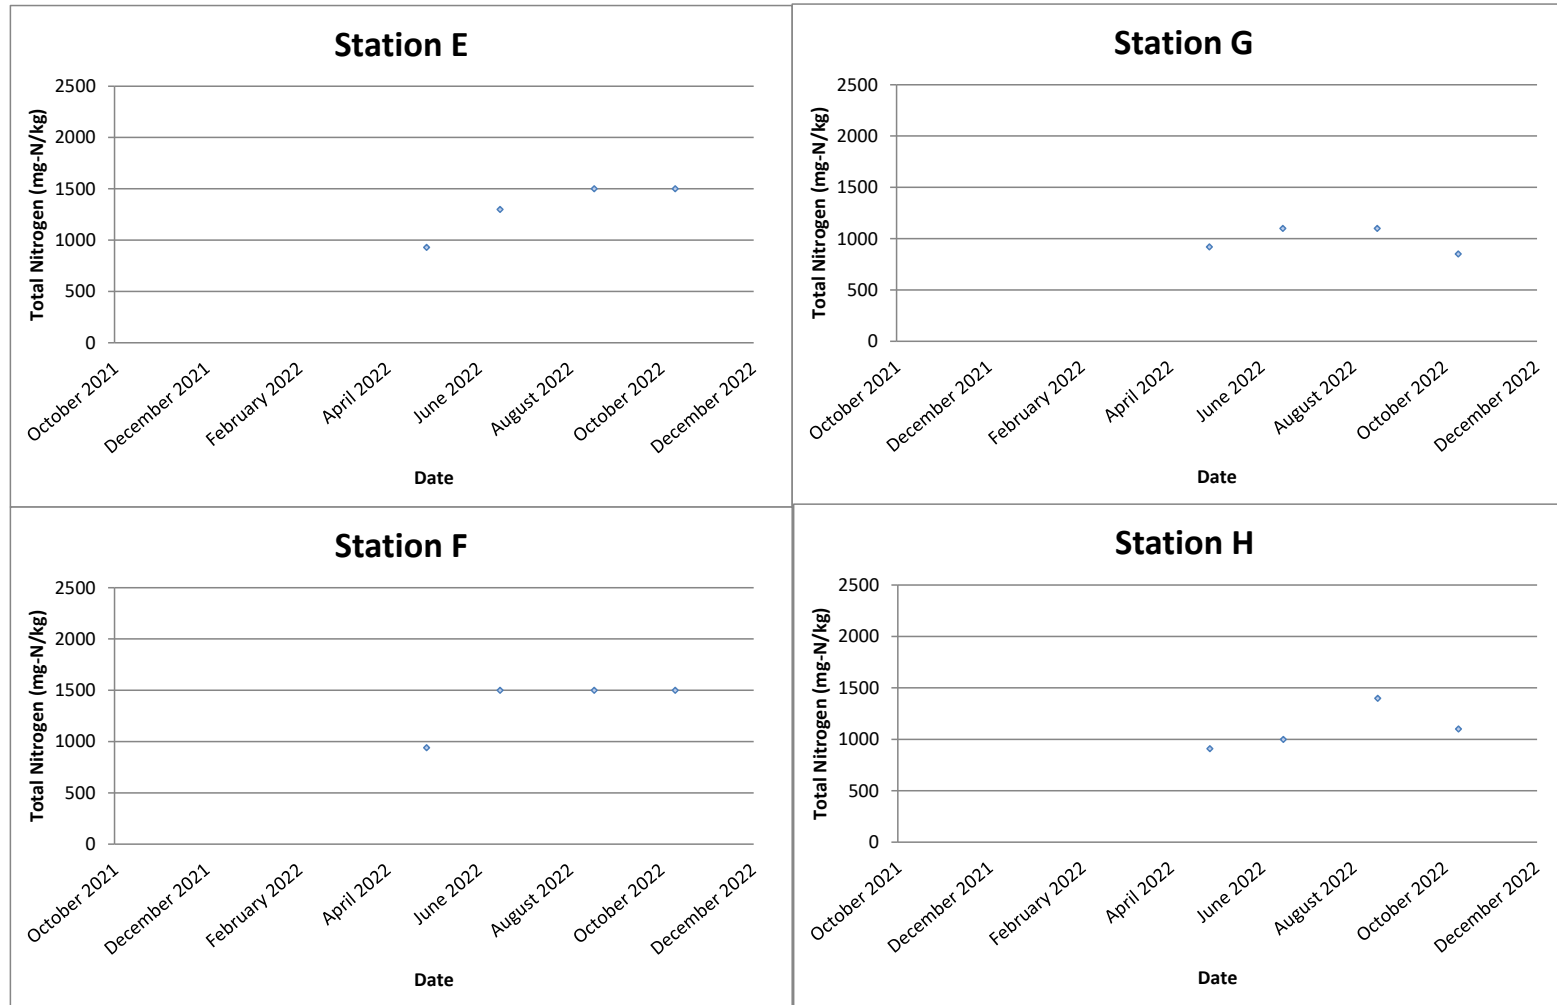 Station E
Total Nitrogen (mg-N/kg)
2500
2000
1500
1000
500
0
October 2021
December 2021
February 2022
April 2022
June 2022
August 2022
October 2022
December 2022
Date
Station G
Total Nitrogen (mg-N/kg)
2500
2000
1500
1000
500
0
October 2021
December 2021
February 2022
April 2022
June 2022
August 2022
October 2022
December 2022
Date
Station F
Total Nitrogen (mg-N/kg)
2500
2000
1500
1000
500
0
October 2021
December 2021
February 2022
April 2022
June 2022
August 2022
October 2022
December 2022
Date
Station H
Total Nitrogen (mg-N/kg)
2500
2000
1500
1000
500
0
October 2021
December 2021
February 2022
April 2022
June 2022
August 2022
October 2022
December 2022
Date